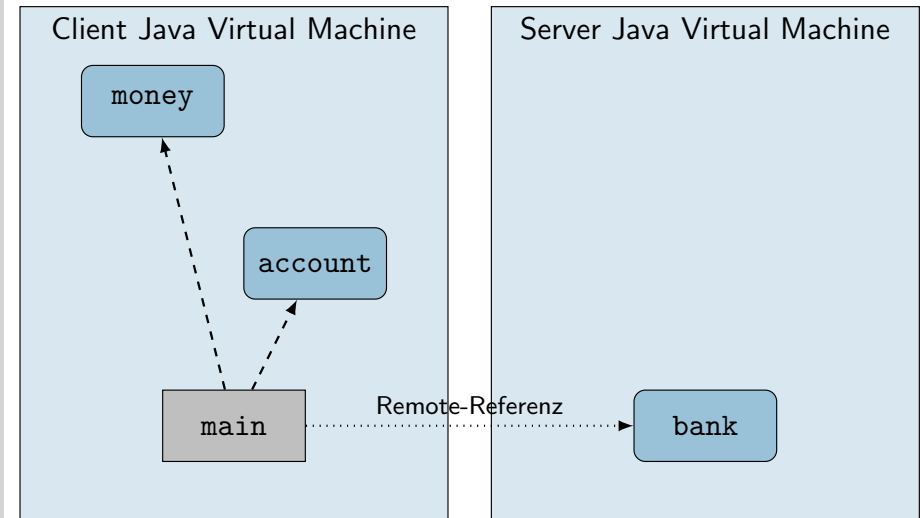 Client Java Virtual Machine
Server Java Virtual Machine
money
account
main
Remote-Referenz
bank